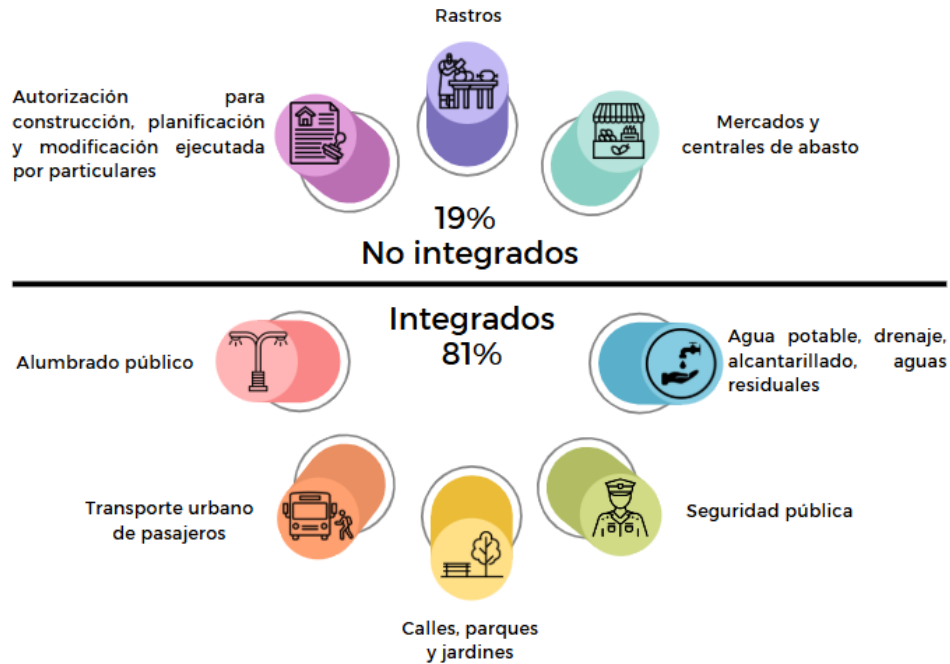 Rastros
Autorización para
construcción, planificación
y modificación ejecutada
por particulares
Mercados y
centrales de abasto
19%
No integrados
Integrados
81%
Alumbrado público
Agua potable, drenaje,
alcantarillado, aguas
residuales
Transporte urbano
de pasajeros
Seguridad pública
Calles, parques
y jardines